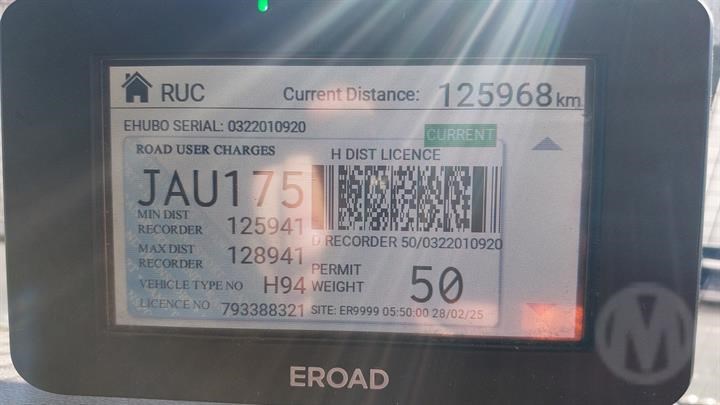 RUC Current Distance: 125968 km
EHUBO SERIAL: 0322010920
CURRENT
ROAD USER CHARGES H DIST LICENCE
JAU175
MIN DIST
RECORDER 125941
D RECORDER 50/0322010920
MAX DIST
RECORDER 128941
VEHICLE TYPE NO H94
PERMIT
WEIGHT 50
LICENCE NO 793388321
SITE: ER9999 05:50:00 28/02/25
EROAD
M